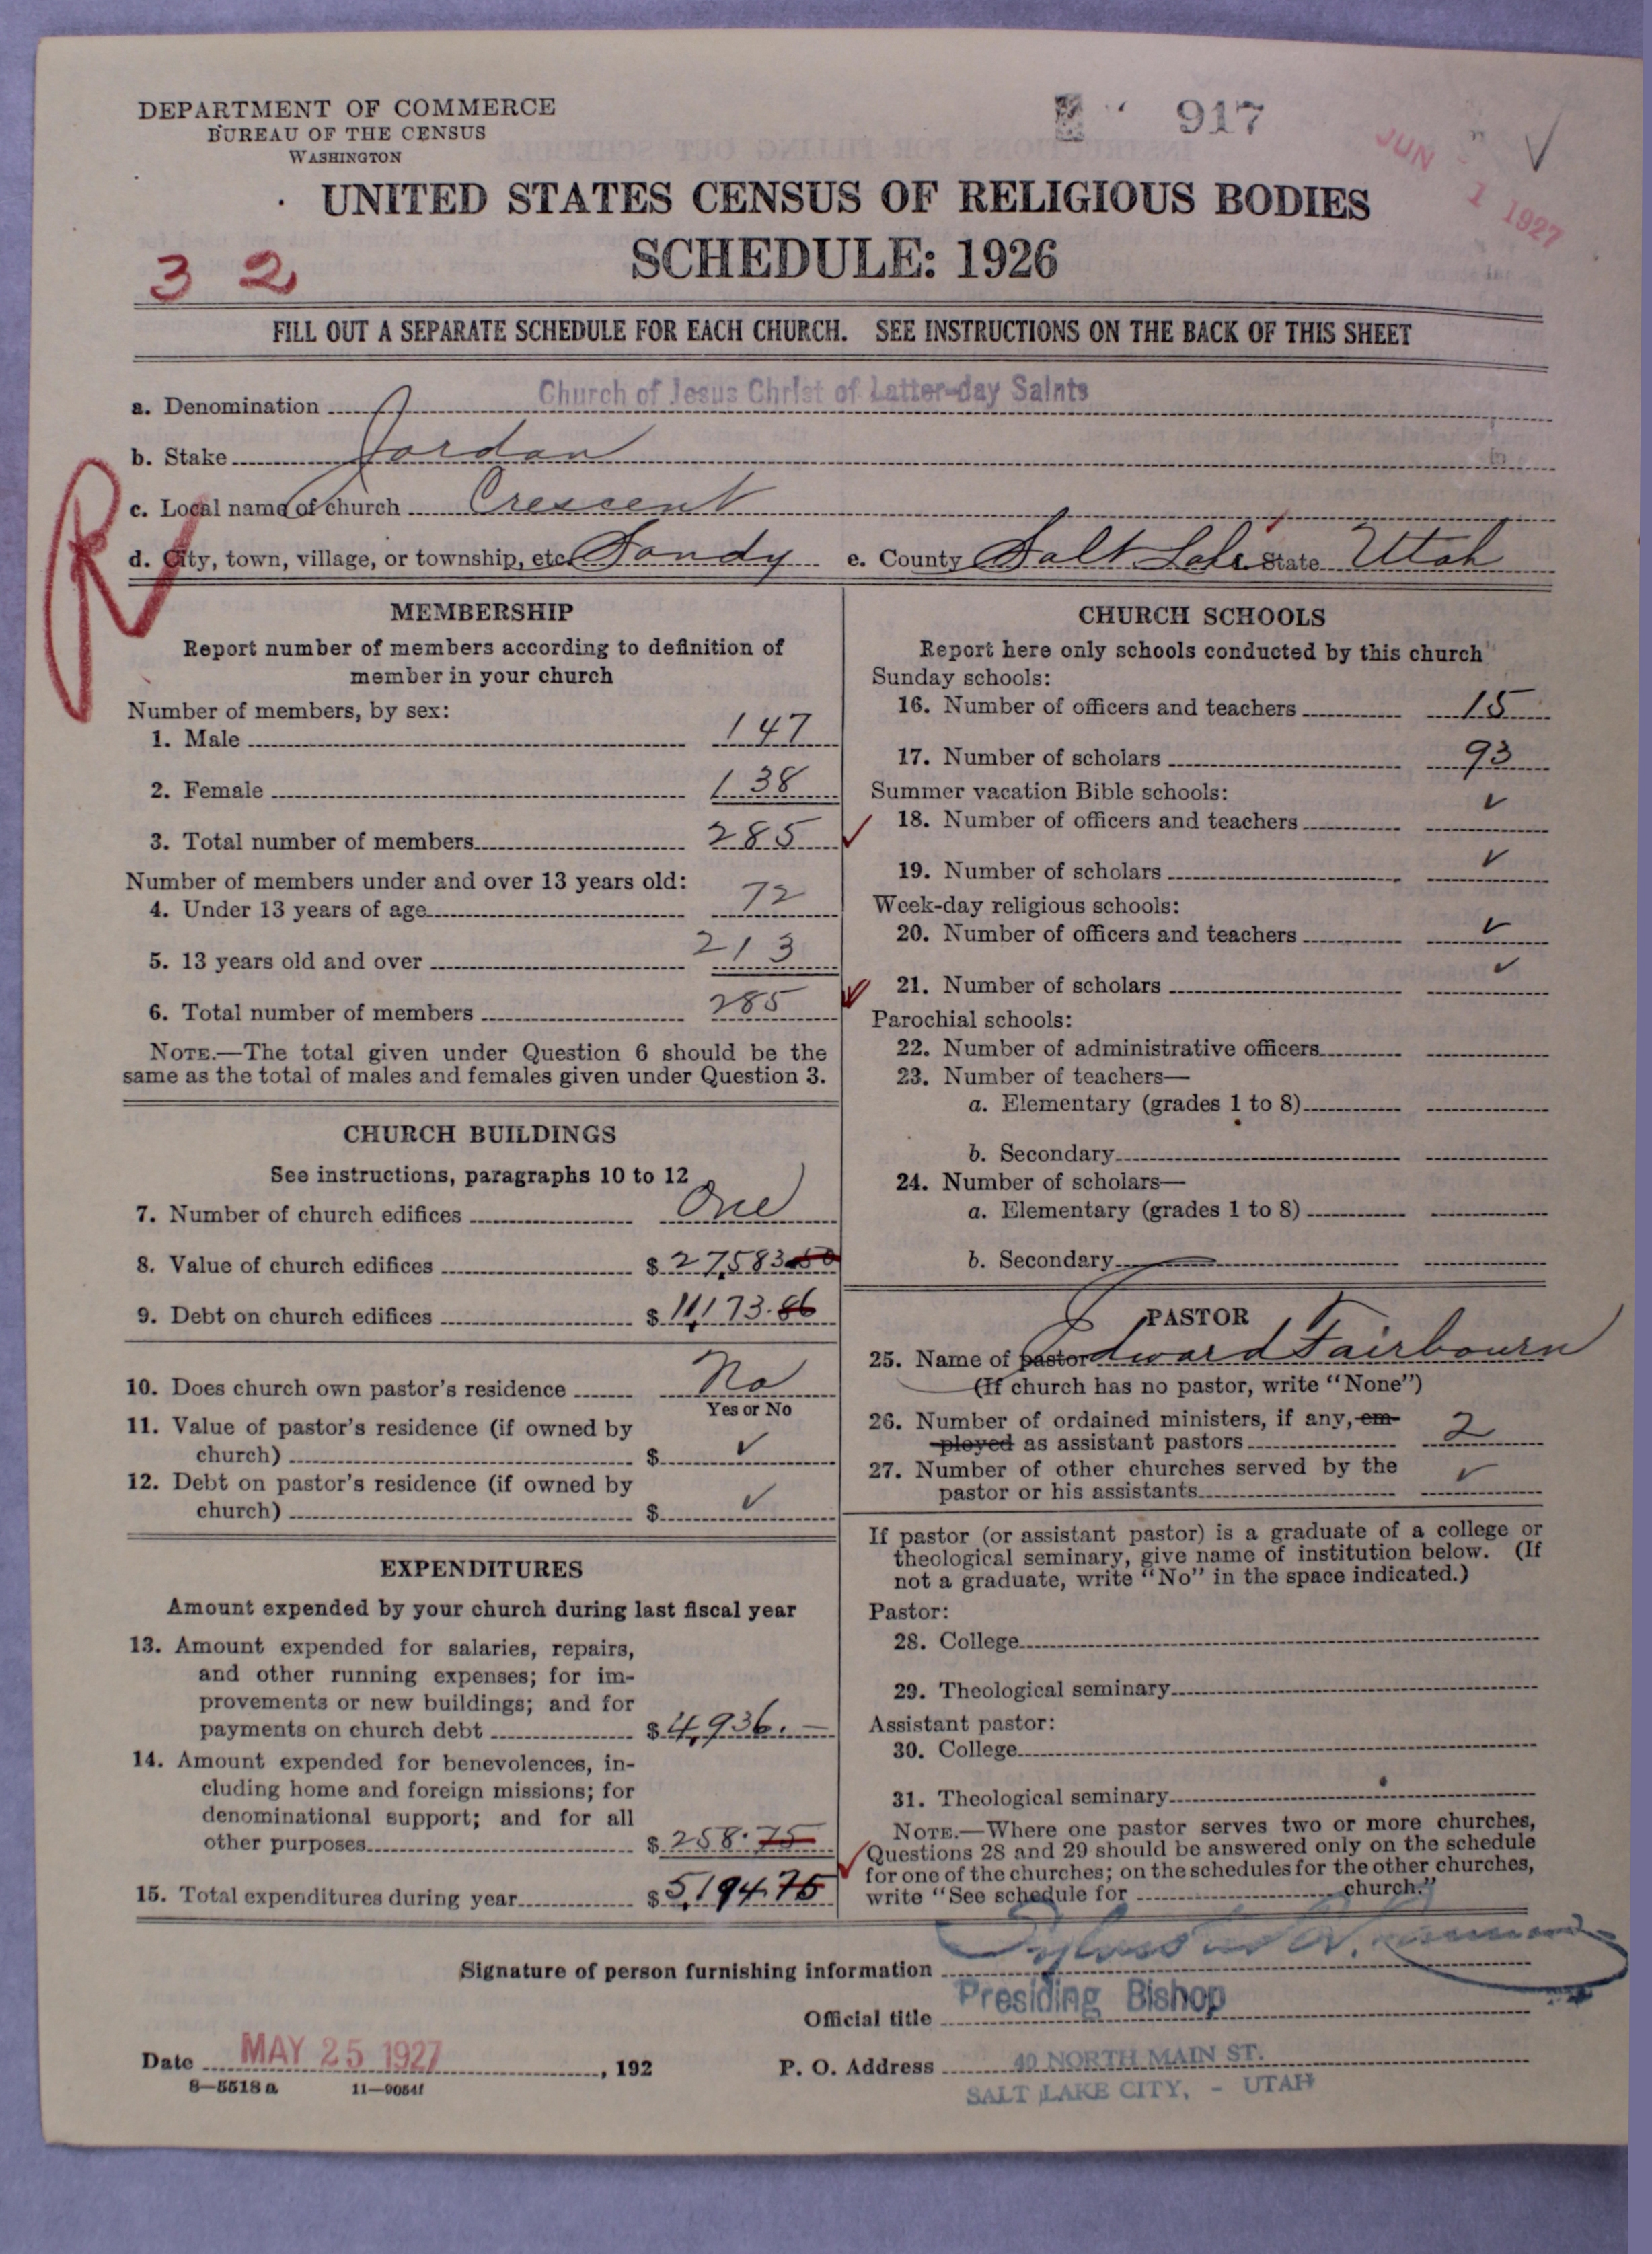 DEPARTMENT OF COMMERCE
BUREAU OF THE CENSUS
WASHINGTON
917
JUN 1 1927
UNITED STATES CENSUS OF RELIGIOUS BODIES
SCHEDULE: 1926
3 2
FILL OUT A SEPARATE SCHEDULE FOR EACH CHURCH. SEE INSTRUCTIONS ON THE BACK OF THIS SHEET
a. Denomination Church of Jesus Christ of Latter-day Saints
b. Stake Jordan
c. Local name of church Crescent
d. City, town, village, or township, etc. Sandy e. County Salt Lake State Utah
R
MEMBERSHIP
Report number of members according to definition of
member in your church
Number of members, by sex:
1. Male 147
2. Female 138
3. Total number of members 285
Number of members under and over 13 years old:
4. Under 13 years of age 72
5. 13 years old and over 213
6. Total number of members 285
NOTE.—The total given under Question 6 should be the
same as the total of males and females given under Question 3.
CHURCH BUILDINGS
See instructions, paragraphs 10 to 12
7. Number of church edifices One
8. Value of church edifices $ 27,583.50
9. Debt on church edifices $ 11,173.86
10. Does church own pastor's residence No
Yes or No
11. Value of pastor's residence (if owned by
church) $ ✓
12. Debt on pastor's residence (if owned by
church) $ ✓
EXPENDITURES
Amount expended by your church during last fiscal year
13. Amount expended for salaries, repairs,
and other running expenses; for im-
provements or new buildings; and for
payments on church debt $ 4,936.—
14. Amount expended for benevolences, in-
cluding home and foreign missions; for
denominational support; and for all
other purposes $ 258.75
15. Total expenditures during year $ 5,194.75
CHURCH SCHOOLS
Report here only schools conducted by this church
Sunday schools:
16. Number of officers and teachers 15
17. Number of scholars 93
Summer vacation Bible schools:
18. Number of officers and teachers ✓
19. Number of scholars ✓
Week-day religious schools:
20. Number of officers and teachers ✓
21. Number of scholars ✓
Parochial schools:
22. Number of administrative officers
23. Number of teachers—
a. Elementary (grades 1 to 8)
b. Secondary
24. Number of scholars—
a. Elementary (grades 1 to 8)
b. Secondary
PASTOR
25. Name of pastor Edward Fairbourn
(If church has no pastor, write "None")
26. Number of ordained ministers, if any, em-
ployed as assistant pastors 2
27. Number of other churches served by the
pastor or his assistants ✓
If pastor (or assistant pastor) is a graduate of a college or
theological seminary, give name of institution below. (If
not a graduate, write "No" in the space indicated.)
Pastor:
28. College
29. Theological seminary
Assistant pastor:
30. College
31. Theological seminary
NOTE.—Where one pastor serves two or more churches,
Questions 28 and 29 should be answered only on the schedule
for one of the churches; on the schedules for the other churches,
write "See schedule for church."
Signature of person furnishing information
Official title Presiding Bishop
Date MAY 25 1927, 192
P. O. Address 40 NORTH MAIN ST.
SALT LAKE CITY, - UTAH
8—5518 a 11—9054f